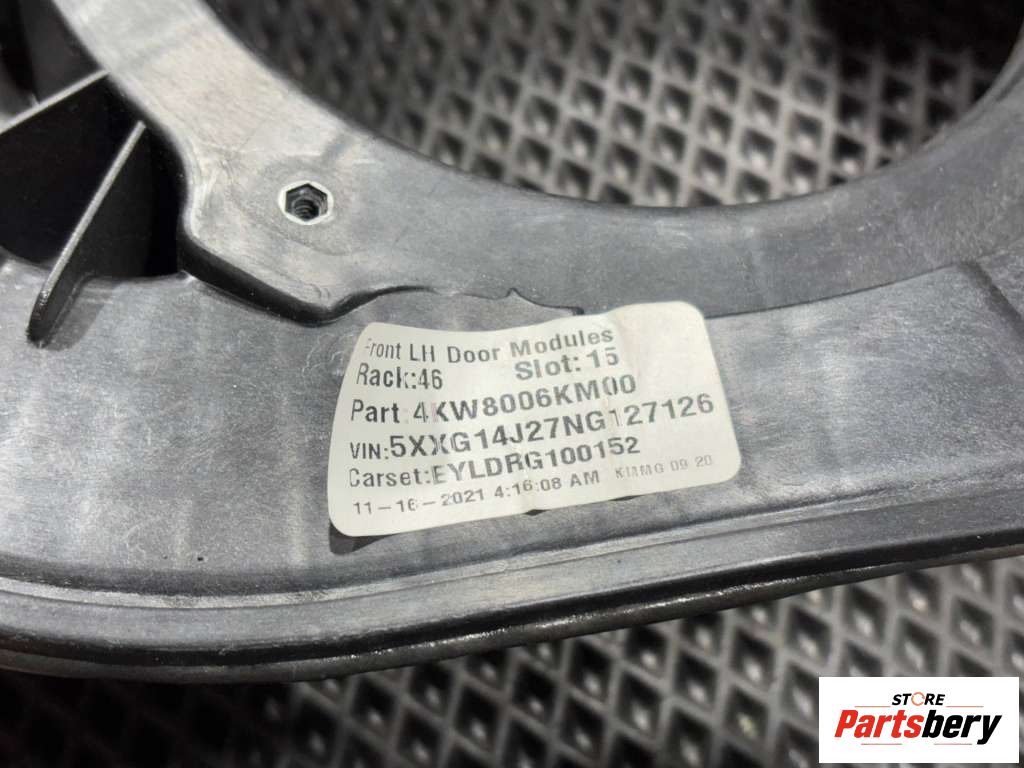 Front LH Door Modules
Rack:46 Slot:15
Part:4KW8006KM00
VIN:5XXG14J27NG127126
Carset:EYLDRG100152
11-16-2021 4:16:08 AM KMMG 09 20
STORE
Partsbery